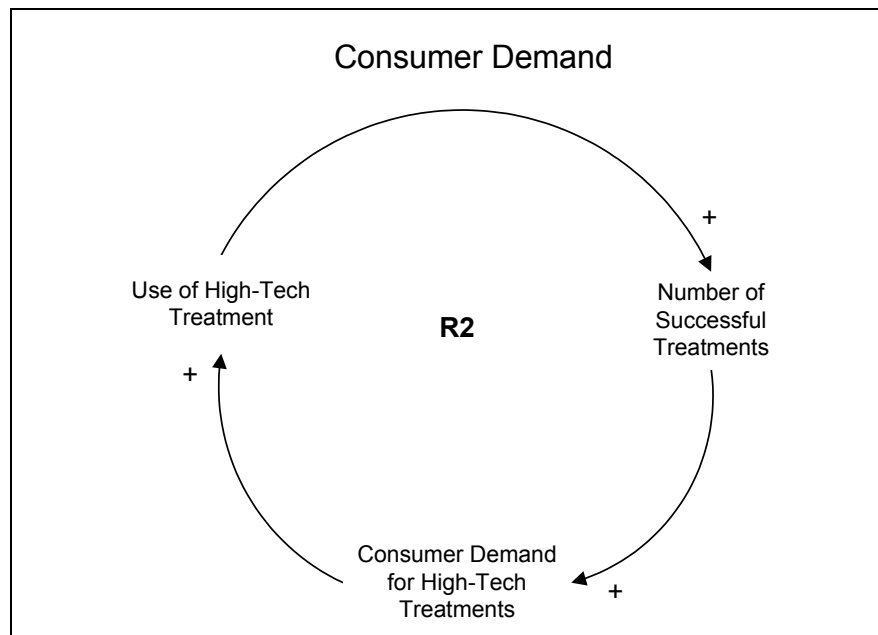 Consumer Demand
+
Use of High-Tech
Treatment
R2
Number of
Successful
Treatments
+
Consumer Demand
for High-Tech
Treatments
+